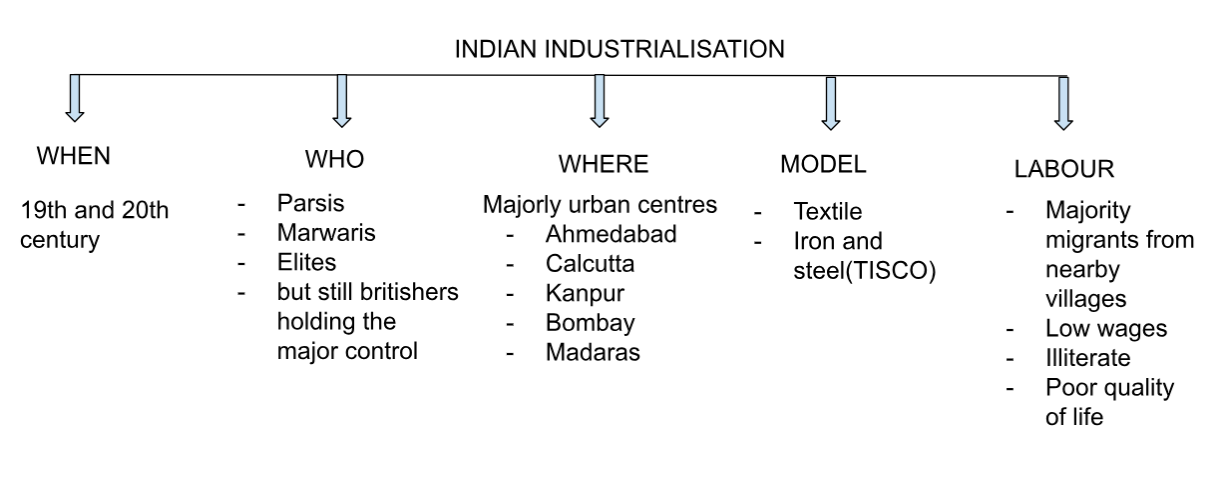 INDIAN INDUSTRIALISATION
WHEN
19th and 20th
century
WHO
- Parsis
- Marwaris
- Elites
- but still britishers
holding the
major control
WHERE
Majorly urban centres
- Ahmedabad
- Calcutta
- Kanpur
- Bombay
- Madaras
MODEL
- Textile
- Iron and
steel(TISCO)
LABOUR
- Majority
migrants from
nearby
villages
- Low wages
- Illiterate
- Poor quality
of life